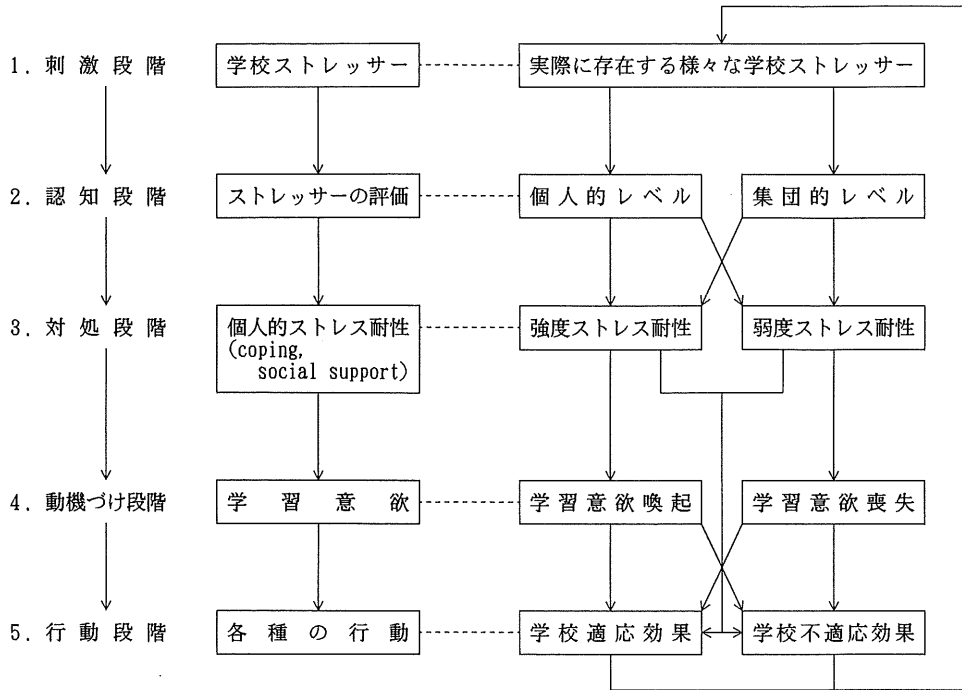 1. 刺激段階 学校ストレッサー 実際に存在する様々な学校ストレッサー
2. 認知段階 ストレッサーの評価 個人的レベル 集団的レベル
3. 対処段階 個人的ストレス耐性 強度ストレス耐性 弱度ストレス耐性
(coping,
social support)
4. 動機づけ段階 学習意欲 学習意欲喚起 学習意欲喪失
5. 行動段階 各種の行動 学校適応効果 学校不適応効果